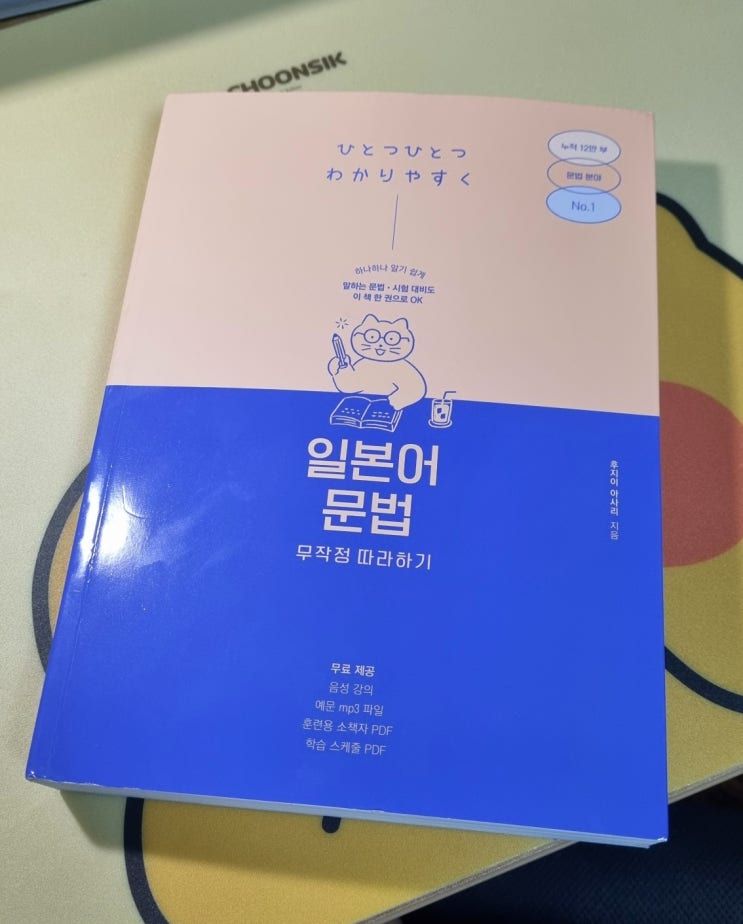 CHOONSIK
ひとつひとつ
わかりやすく
누적 12만 부
문법 분야
No.1
하나하나 알기 쉽게
말하는 문법・시험 대비도
이 책 한 권으로 OK
일본어
문법
무작정 따라하기
후지이 아사리 지음
무료 제공
음성 강의
예문 mp3 파일
훈련용 소책자 PDF
학습 스케줄 PDF